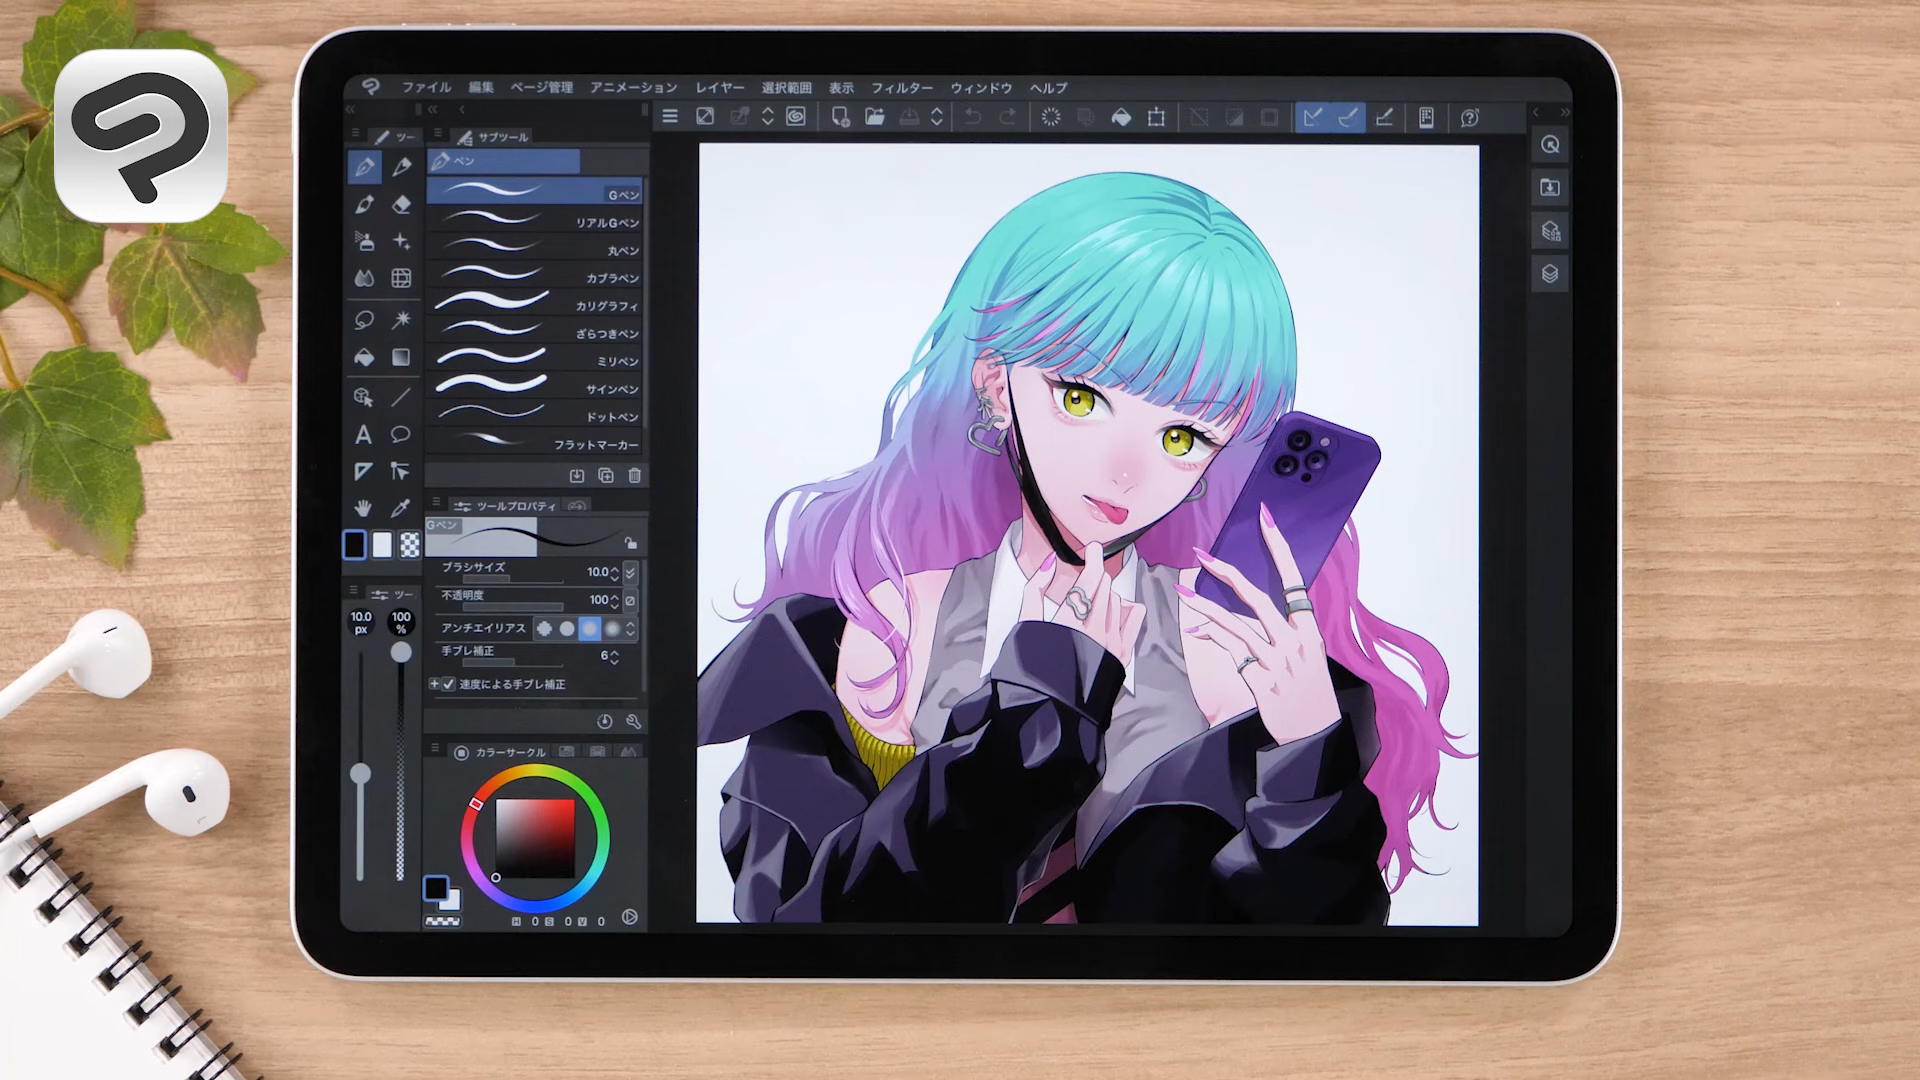 ファイル 編集 ページ管理 アニメーション レイヤー 選択範囲 表示 フィルター ウィンドウ ヘルプ
ツー
サブツール
ペン
Gペン
リアルGペン
丸ペン
カブラペン
カリグラフィ
ざらつきペン
ミリペン
サインペン
ドットペン
フラットマーカー
ツールプロパティ
Gペン
ブラシサイズ 10.0
不透明度 100
アンチエイリアス
手ブレ補正 6
速度による手ブレ補正
ツー
10.0 px
100 %
カラーサークル
H 0 S 0 V 0
L